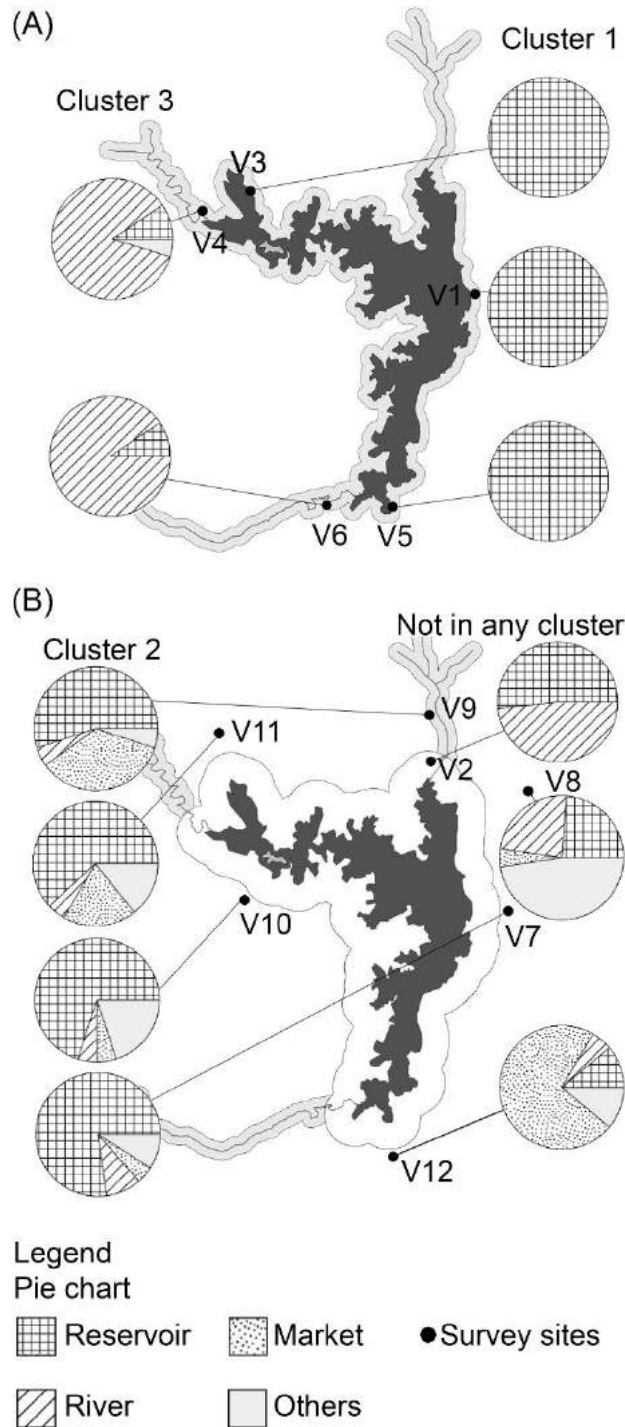 (A)
Cluster 1
Cluster 3
V3
V4
V1
V6
V5
(B)
Not in any cluster
Cluster 2
V9
V11
V2
V8
V10
V7
V12
Legend
Pie chart
Reservoir
Market
Survey sites
River
Others